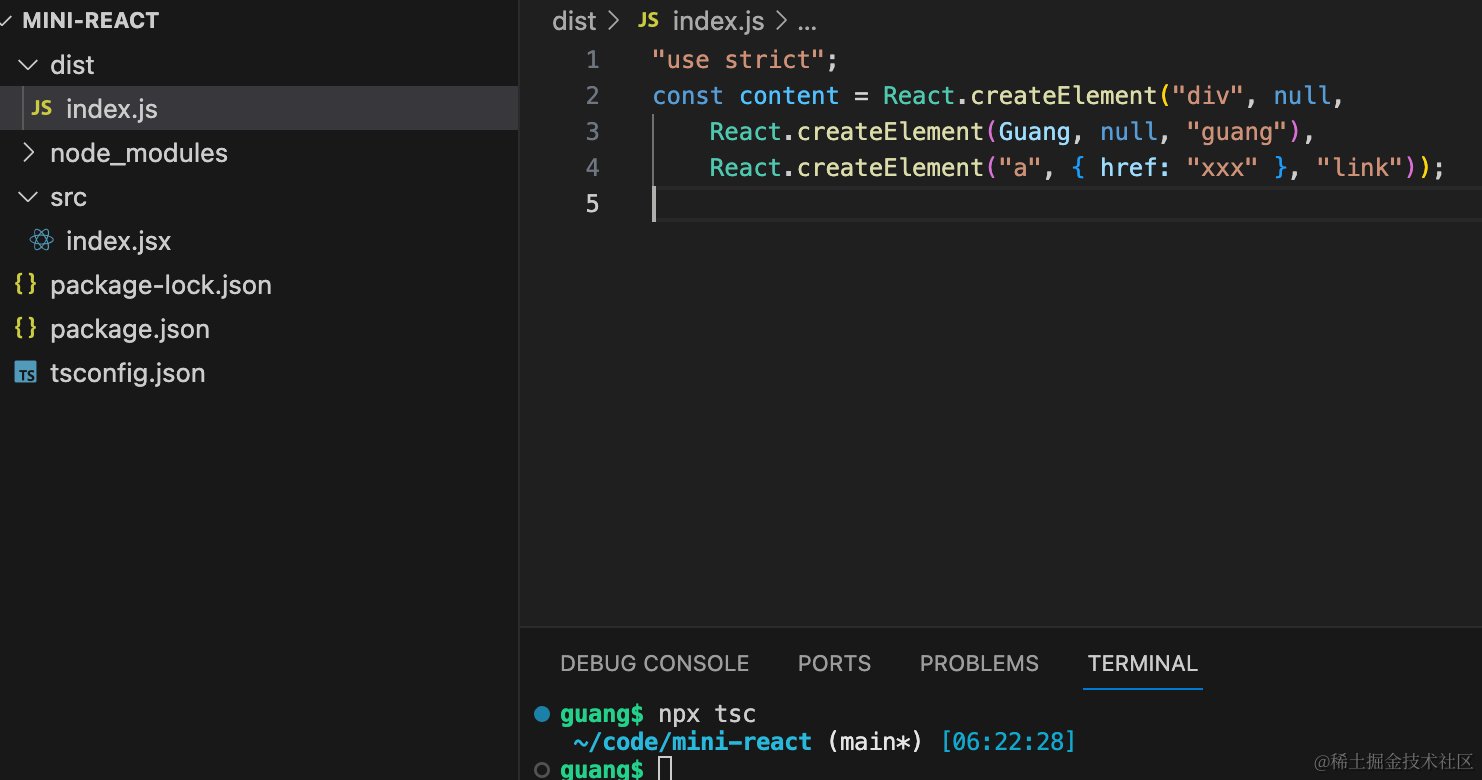 MINI-REACT
dist
JS index.js
node_modules
src
index.jsx
{} package-lock.json
{} package.json
TS tsconfig.json
dist > JS index.js > ...
1 "use strict";
2 const content = React.createElement("div", null,
3 React.createElement(Guang, null, "guang"),
4 React.createElement("a", { href: "xxx" }, "link"));
5
DEBUG CONSOLE PORTS PROBLEMS TERMINAL
guang$ npx tsc
~/code/mini-react (main*) [06:22:28]
guang$
@稀土掘金技术社区